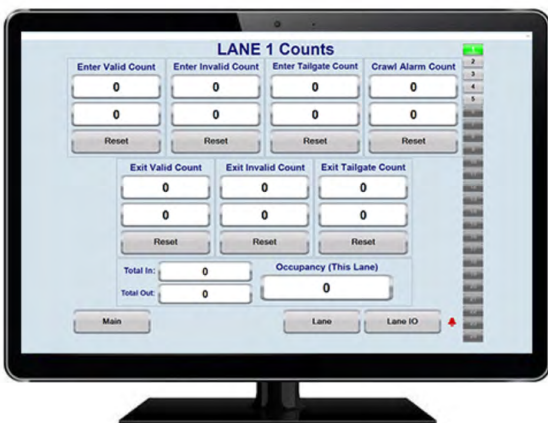 LANE 1 Counts
Enter Valid Count
Enter Invalid Count
Enter Tailgate Count
Crawl Alarm Count
0
0
0
0
0
0
0
0
Reset
Reset
Reset
Reset
Exit Valid Count
Exit Invalid Count
Exit Tailgate Count
0
0
0
0
0
0
Reset
Reset
Reset
Total In:
0
Total Out:
0
Occupancy (This Lane)
0
Main
Lane
Lane IO
1
2
3
4
5